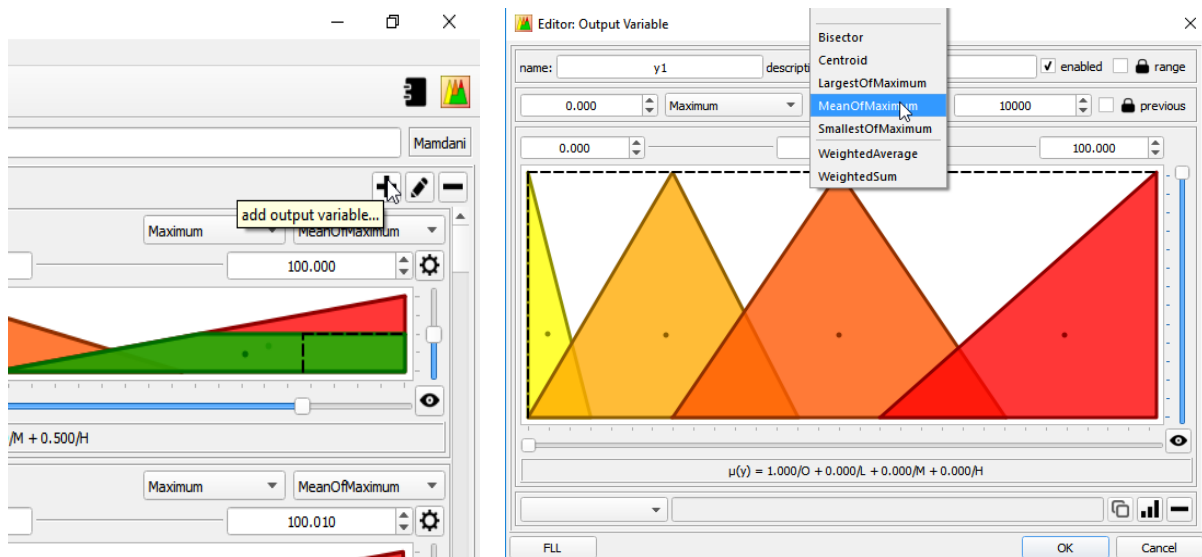 Mamdani
add output variable...
Maximum
MeanOfMaximum
100.000
/M + 0.500/H
Maximum
MeanOfMaximum
100.010
Editor: Output Variable
name:
y1
descripti
enabled
range
0.000
Maximum
Bisector
Centroid
LargestOfMaximum
MeanOfMaximum
SmallestOfMaximum
WeightedAverage
WeightedSum
10000
previous
0.000
100.000
μ(y) = 1.000/O + 0.000/L + 0.000/M + 0.000/H
FLL
OK
Cancel